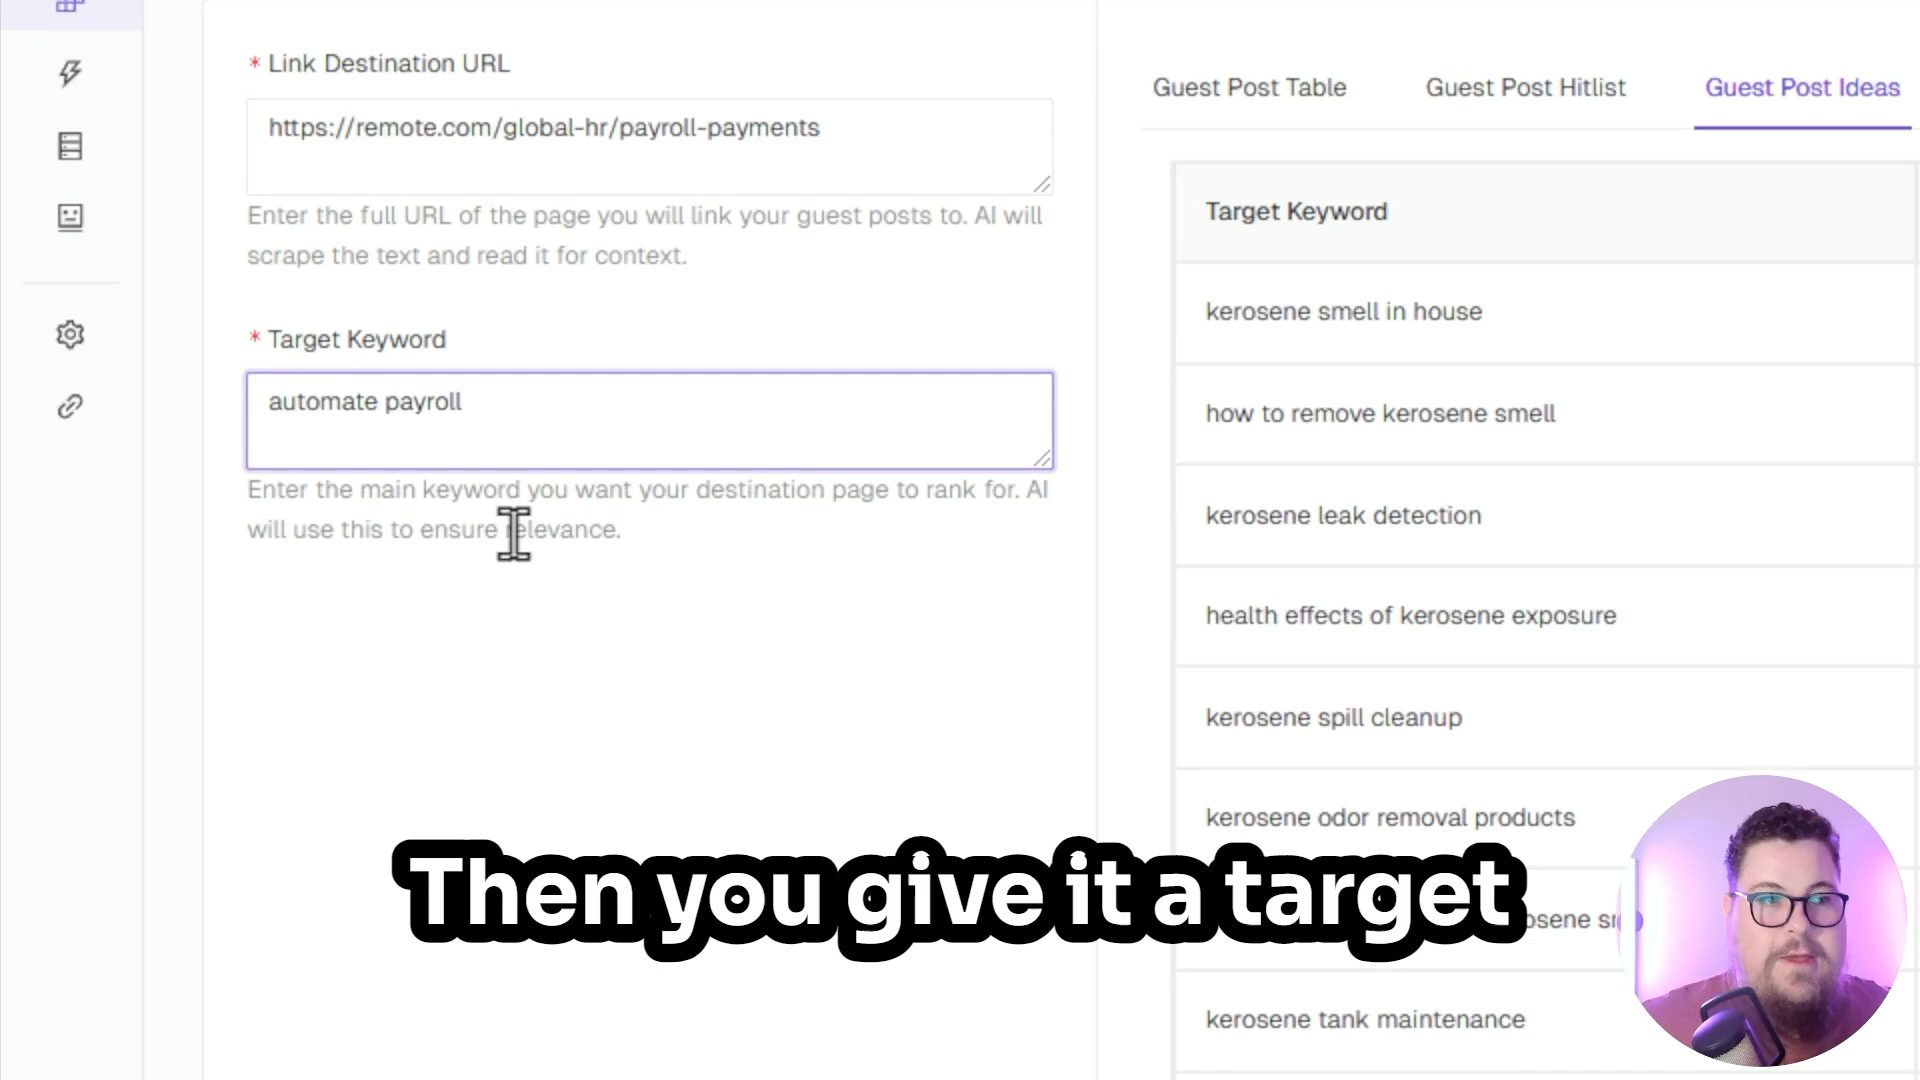 * Link Destination URL
https://remote.com/global-hr/payroll-payments
Enter the full URL of the page you will link your guest posts to. AI will
scrape the text and read it for context.
* Target Keyword
automate payroll
Enter the main keyword you want your destination page to rank for. AI
will use this to ensure relevance.
Guest Post Table
Guest Post Hitlist
Guest Post Ideas
Target Keyword
kerosene smell in house
how to remove kerosene smell
kerosene leak detection
health effects of kerosene exposure
kerosene spill cleanup
kerosene odor removal products
kerosene tank maintenance
Then you give it a target